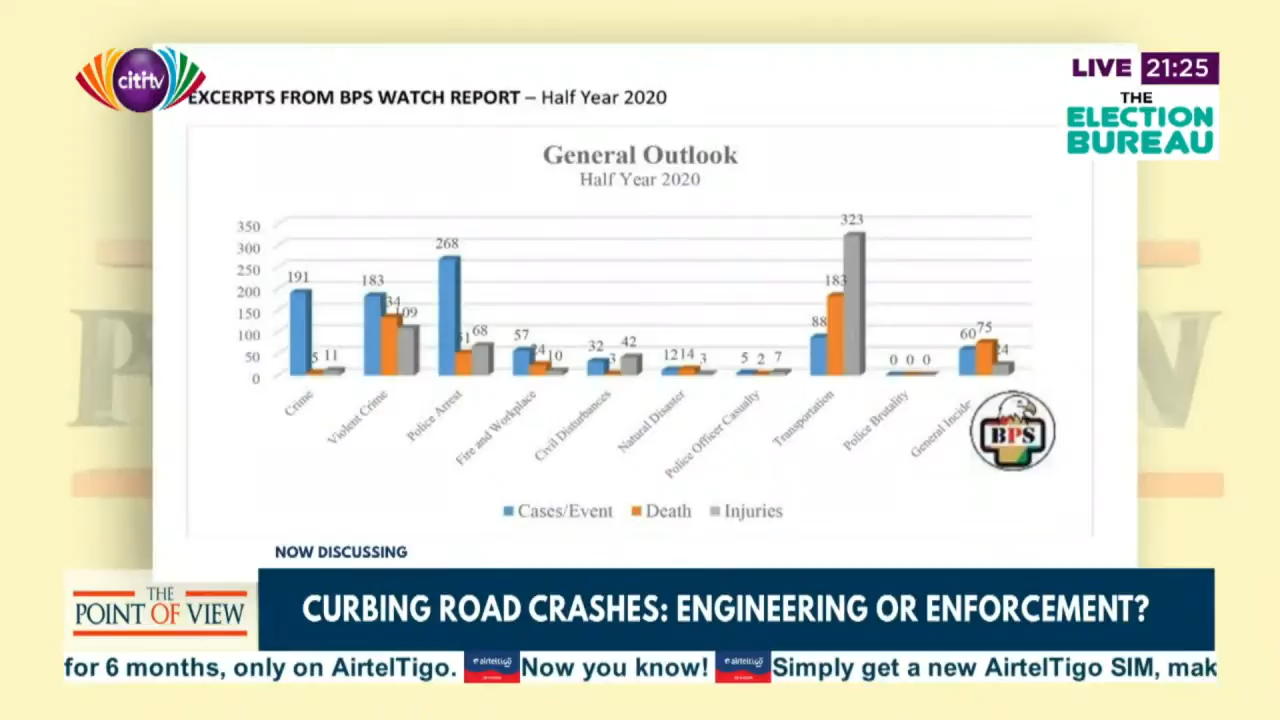 citi tv
LIVE 21:25
THE
ELECTION
BUREAU
EXCERPTS FROM BPS WATCH REPORT – Half Year 2020
General Outlook
Half Year 2020
350
300
250
200
150
100
50
0
191
5
11
183
34
109
268
51
68
57
24
10
32
3
42
12
14
3
5
2
7
88
183
323
0
0
0
60
75
24
Crime
Violent Crime
Police Arrest
Fire and Workplace
Civil Disturbances
Natural Disaster
Police Officer Casualty
Transportation
Police Brutality
General Incide
BPS
Cases/Event Death Injuries
NOW DISCUSSING
THE
POINT OF VIEW
CURBING ROAD CRASHES: ENGINEERING OR ENFORCEMENT?
for 6 months, only on AirtelTigo. airteltigo Now you know! airteltigo Simply get a new AirtelTigo SIM, mak